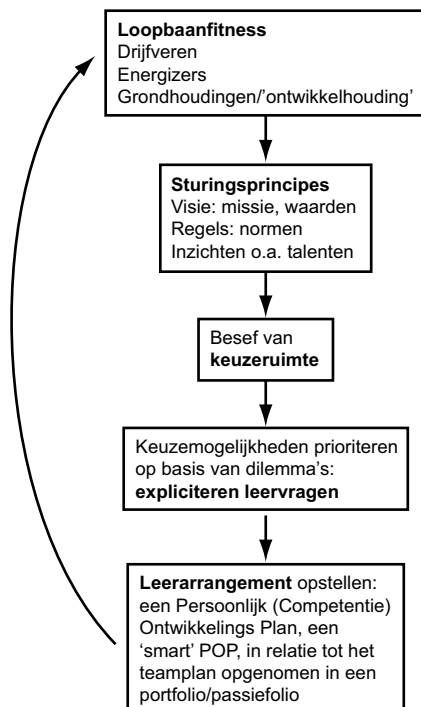 Loopbaanfitness
Drijfveren
Energizers
Grondhoudingen/'ontwikkelhouding'
Sturingsprincipes
Visie: missie, waarden
Regels: normen
Inzichten o.a. talenten
Besef van
keuzeruimte
Keuzemogelijkheden prioriteren
op basis van dilemma's:
expliciteren leervragen
Leerarrangement opstellen:
een Persoonlijk (Competentie)
Ontwikkelings Plan, een
'smart' POP, in relatie tot het
teamplan opgenomen in een
portfolio/passiefolio